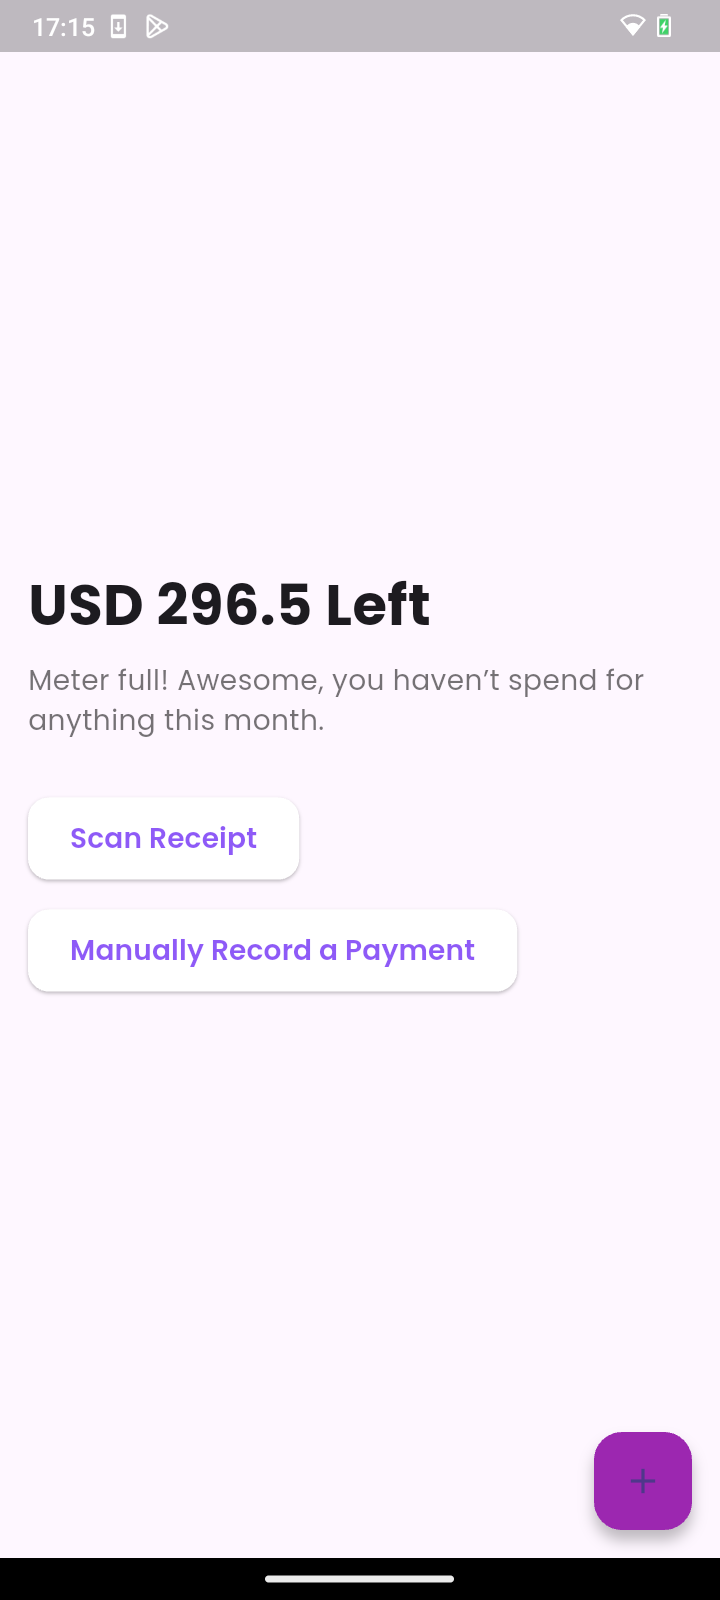 17:15
USD 296.5 Left
Meter full! Awesome, you haven’t spend for
anything this month.
Scan Receipt
Manually Record a Payment